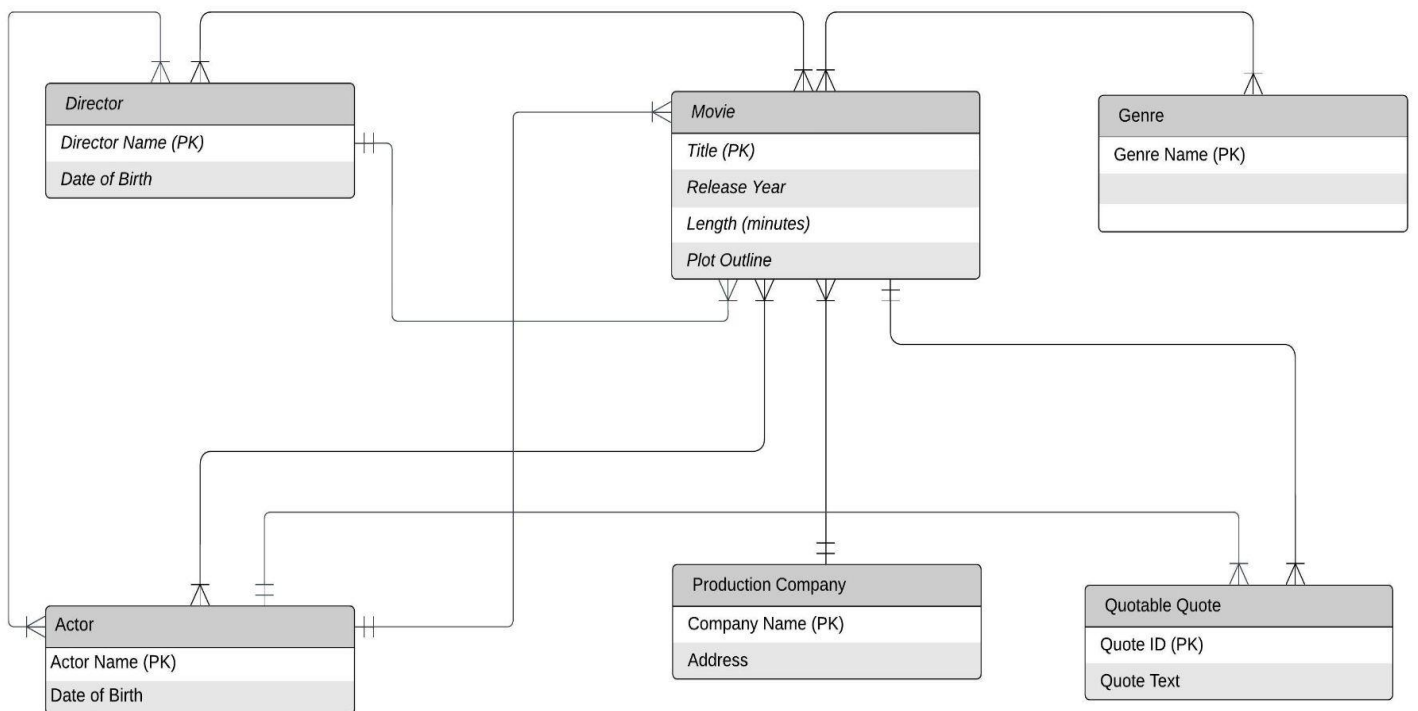 Director
Director Name (PK)
Date of Birth
Movie
Title (PK)
Release Year
Length (minutes)
Plot Outline
Genre
Genre Name (PK)
Actor
Actor Name (PK)
Date of Birth
Production Company
Company Name (PK)
Address
Quotable Quote
Quote ID (PK)
Quote Text